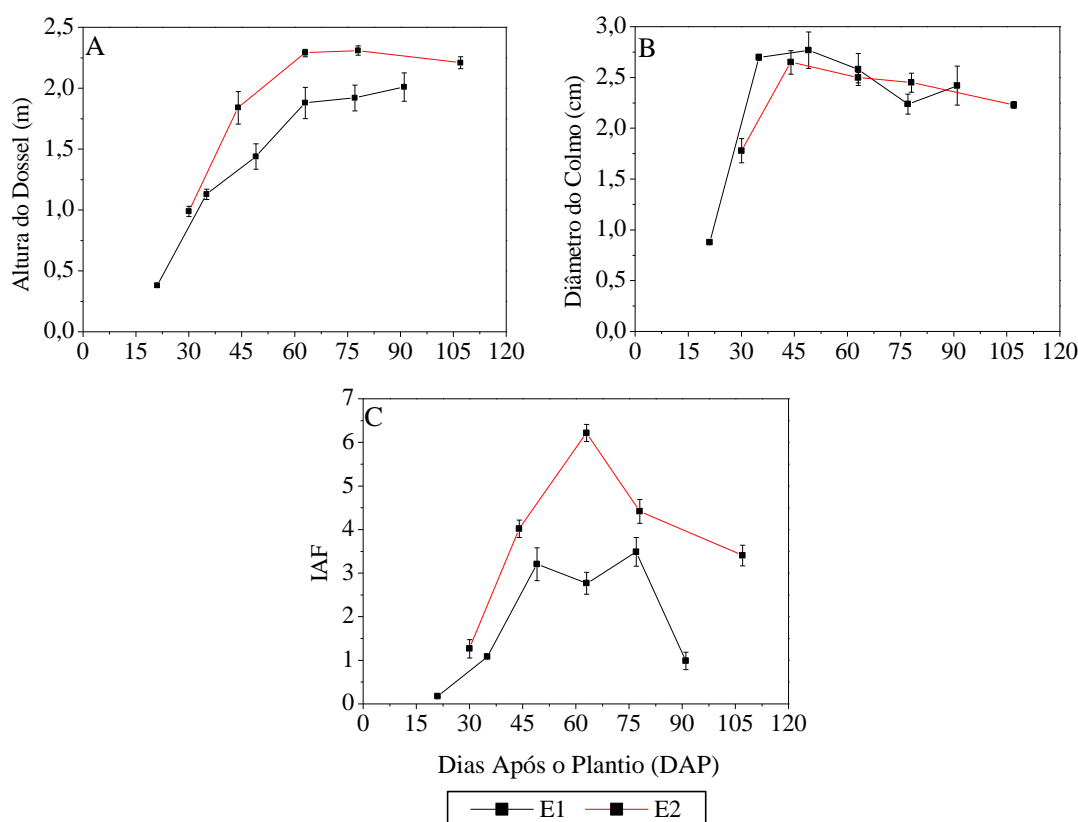 A
Altura do Dossel (m)
2,5
2,0
1,5
1,0
0,5
0,0
0 15 30 45 60 75 90 105 120
B
Diâmetro do Colmo (cm)
3,0
2,5
2,0
1,5
1,0
0,5
0,0
0 15 30 45 60 75 90 105 120
C
IAF
7
6
5
4
3
2
1
0
0 15 30 45 60 75 90 105 120
Dias Após o Plantio (DAP)
E1 E2